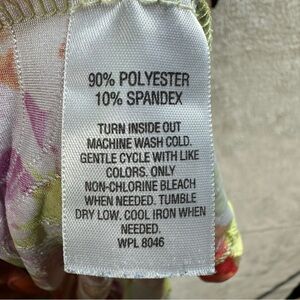 90% POLYESTER
10% SPANDEX
TURN INSIDE OUT
MACHINE WASH COLD.
GENTLE CYCLE WITH LIKE
COLORS. ONLY
NON-CHLORINE BLEACH
WHEN NEEDED. TUMBLE
DRY LOW. COOL IRON WHEN
NEEDED.
WPL 8046